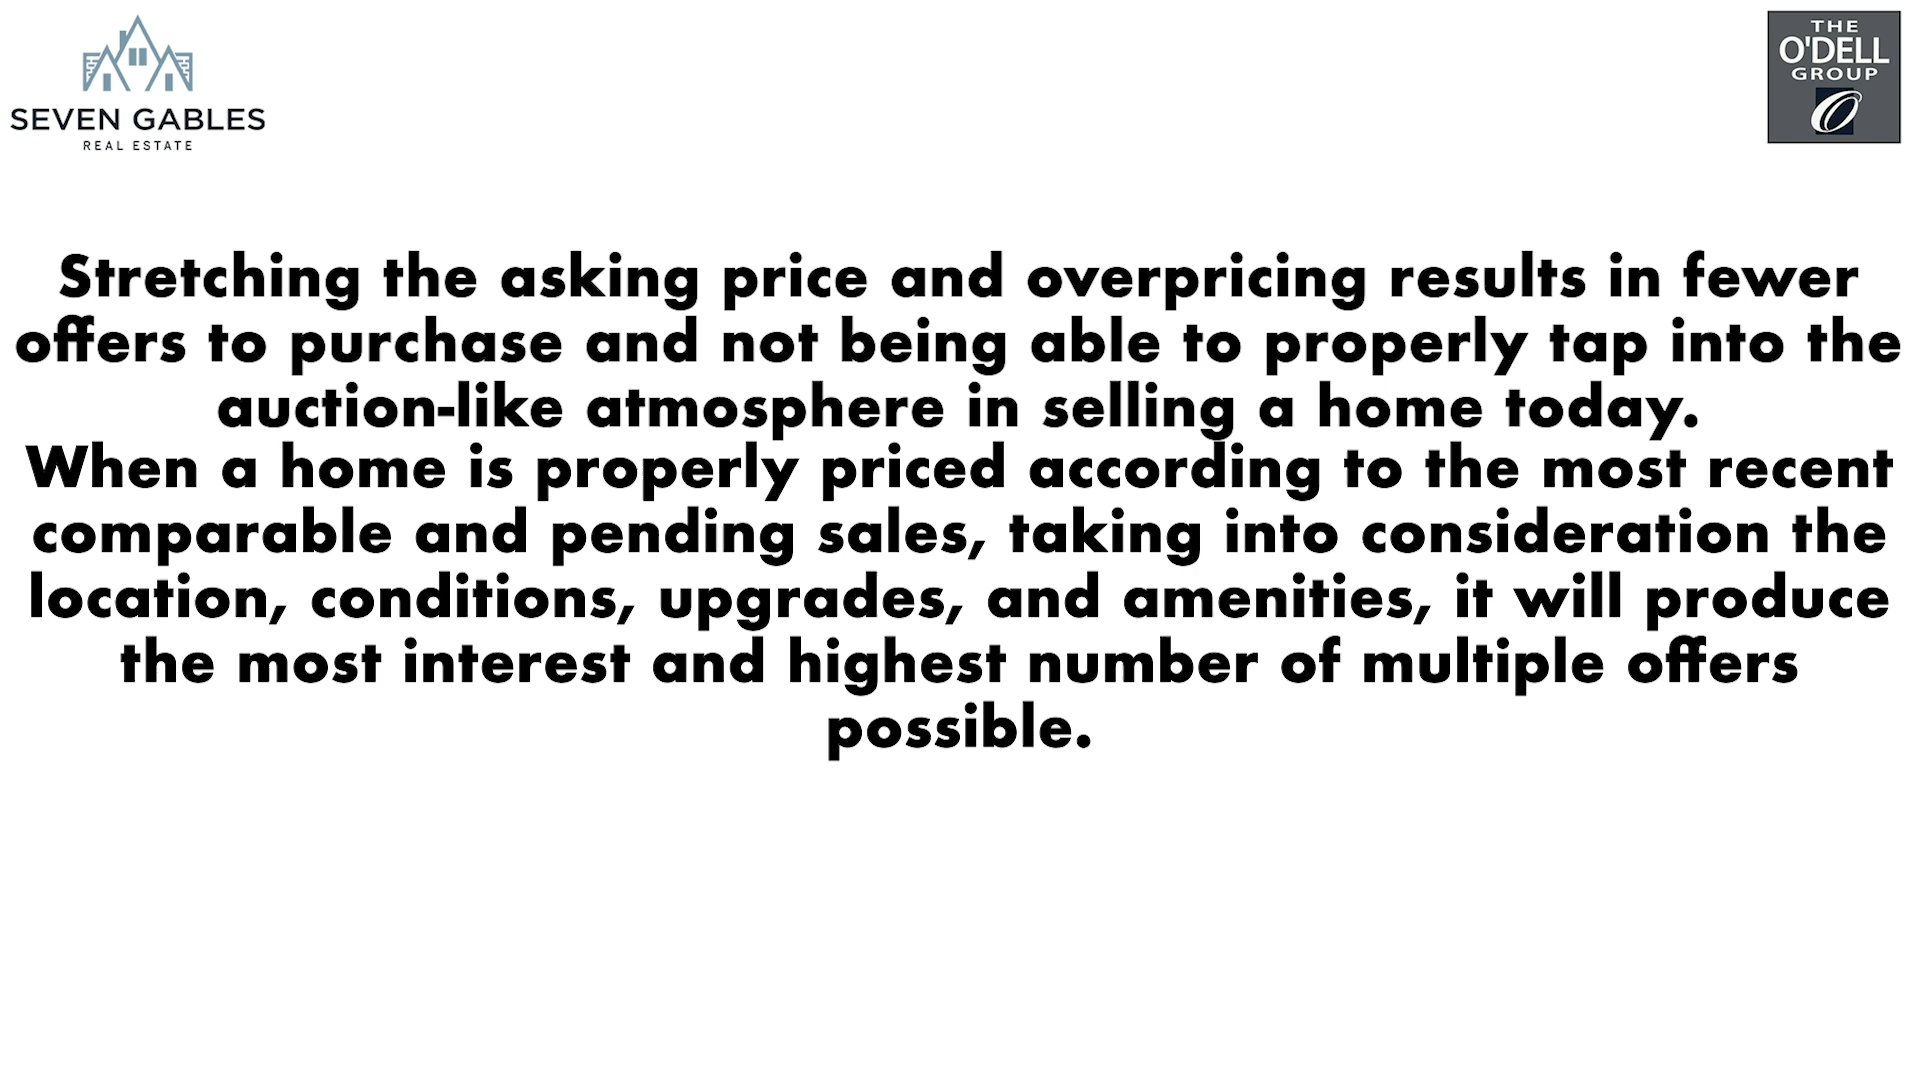 SEVEN GABLES
REAL ESTATE
THE
O'DELL
GROUP
O
Stretching the asking price and overpricing results in fewer
offers to purchase and not being able to properly tap into the
auction-like atmosphere in selling a home today.
When a home is properly priced according to the most recent
comparable and pending sales, taking into consideration the
location, conditions, upgrades, and amenities, it will produce
the most interest and highest number of multiple offers
possible.